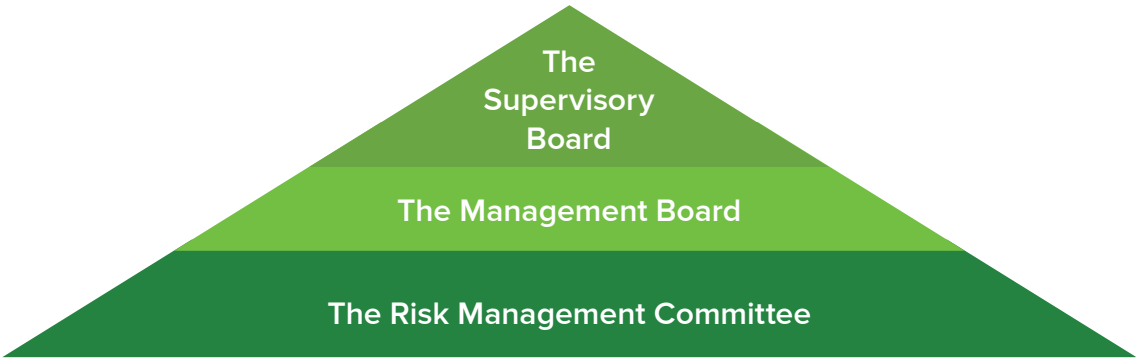 The
Supervisory
Board
The Management Board
The Risk Management Committee